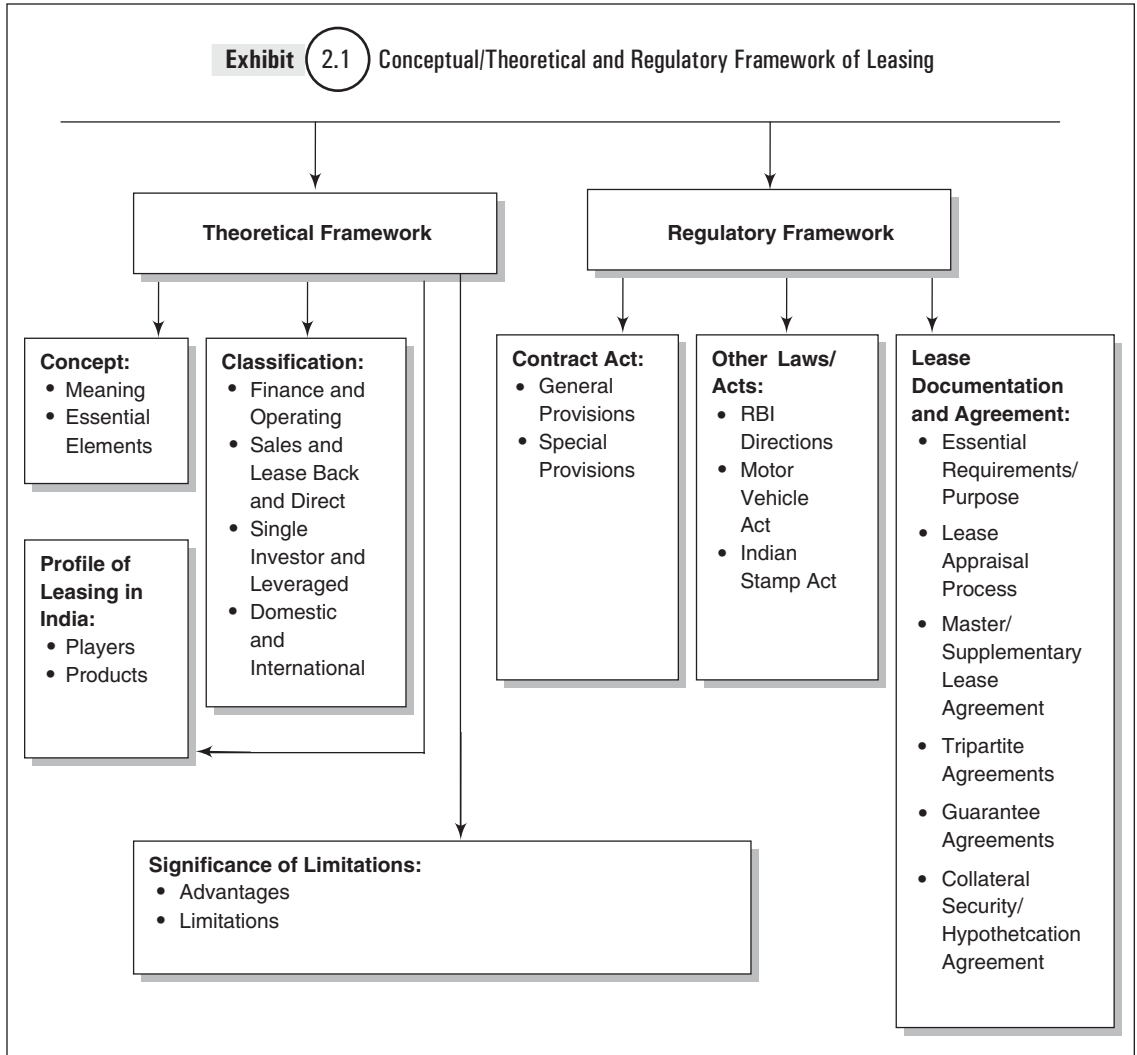 Exhibit 2.1 Conceptual/Theoretical and Regulatory Framework of Leasing
Theoretical Framework
Regulatory Framework
Concept:
• Meaning
• Essential
Elements
Classification:
• Finance and
Operating
• Sales and
Lease Back
and Direct
• Single
Investor and
Leveraged
• Domestic
and
International
Profile of
Leasing in
India:
• Players
• Products
Significance of Limitations:
• Advantages
• Limitations
Contract Act:
• General
Provisions
• Special
Provisions
Other Laws/
Acts:
• RBI
Directions
• Motor
Vehicle
Act
• Indian
Stamp Act
Lease
Documentation
and Agreement:
• Essential
Requirements/
Purpose
• Lease
Appraisal
Process
• Master/
Supplementary
Lease
Agreement
• Tripartite
Agreements
• Guarantee
Agreements
• Collateral
Security/
Hypothetcation
Agreement